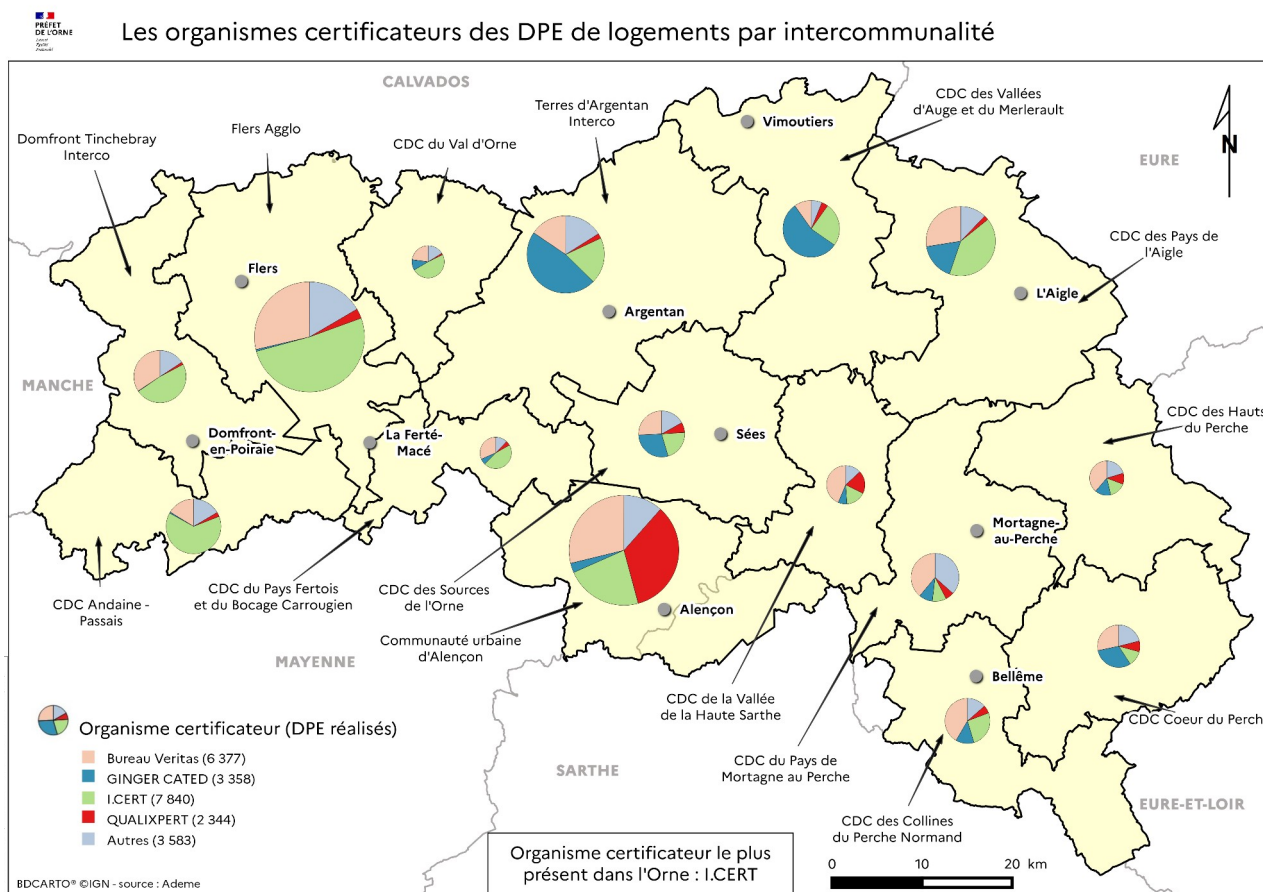 PRÉFET
DE L'ORNE
Liberté
Égalité
Fraternité
Les organismes certificateurs des DPE de logements par intercommunalité
CALVADOS
Domfront Tinchebray
Interco
Flers Agglo
CDC du Val d'Orne
Terres d'Argentan
Interco
Vimoutiers
CDC des Vallées
d'Auge et du Merlerault
EURE
N
CDC des Pays de
l'Aigle
Flers
Argentan
L'Aigle
MANCHE
Domfront-
en-Poiraie
La Ferté-
Macé
Sées
CDC des Hauts
du Perche
Mortagne-
au-Perche
CDC Andaine -
Passais
CDC du Pays Fertois
et du Bocage Carrougien
CDC des Sources
de l'Orne
Communauté urbaine
d'Alençon
Alençon
MAYENNE
CDC de la Vallée
de la Haute Sarthe
Bellême
CDC Coeur du Perche
CDC du Pays de
Mortagne au Perche
SARTHE
CDC des Collines
du Perche Normand
EURE-ET-LOIR
Organisme certificateur (DPE réalisés)
Bureau Veritas (6 377)
GINGER CATED (3 358)
I.CERT (7 840)
QUALIXPERT (2 344)
Autres (3 583)
Organisme certificateur le plus
présent dans l'Orne : I.CERT
0 10 20 km
BDCARTO® ©IGN - source : Ademe